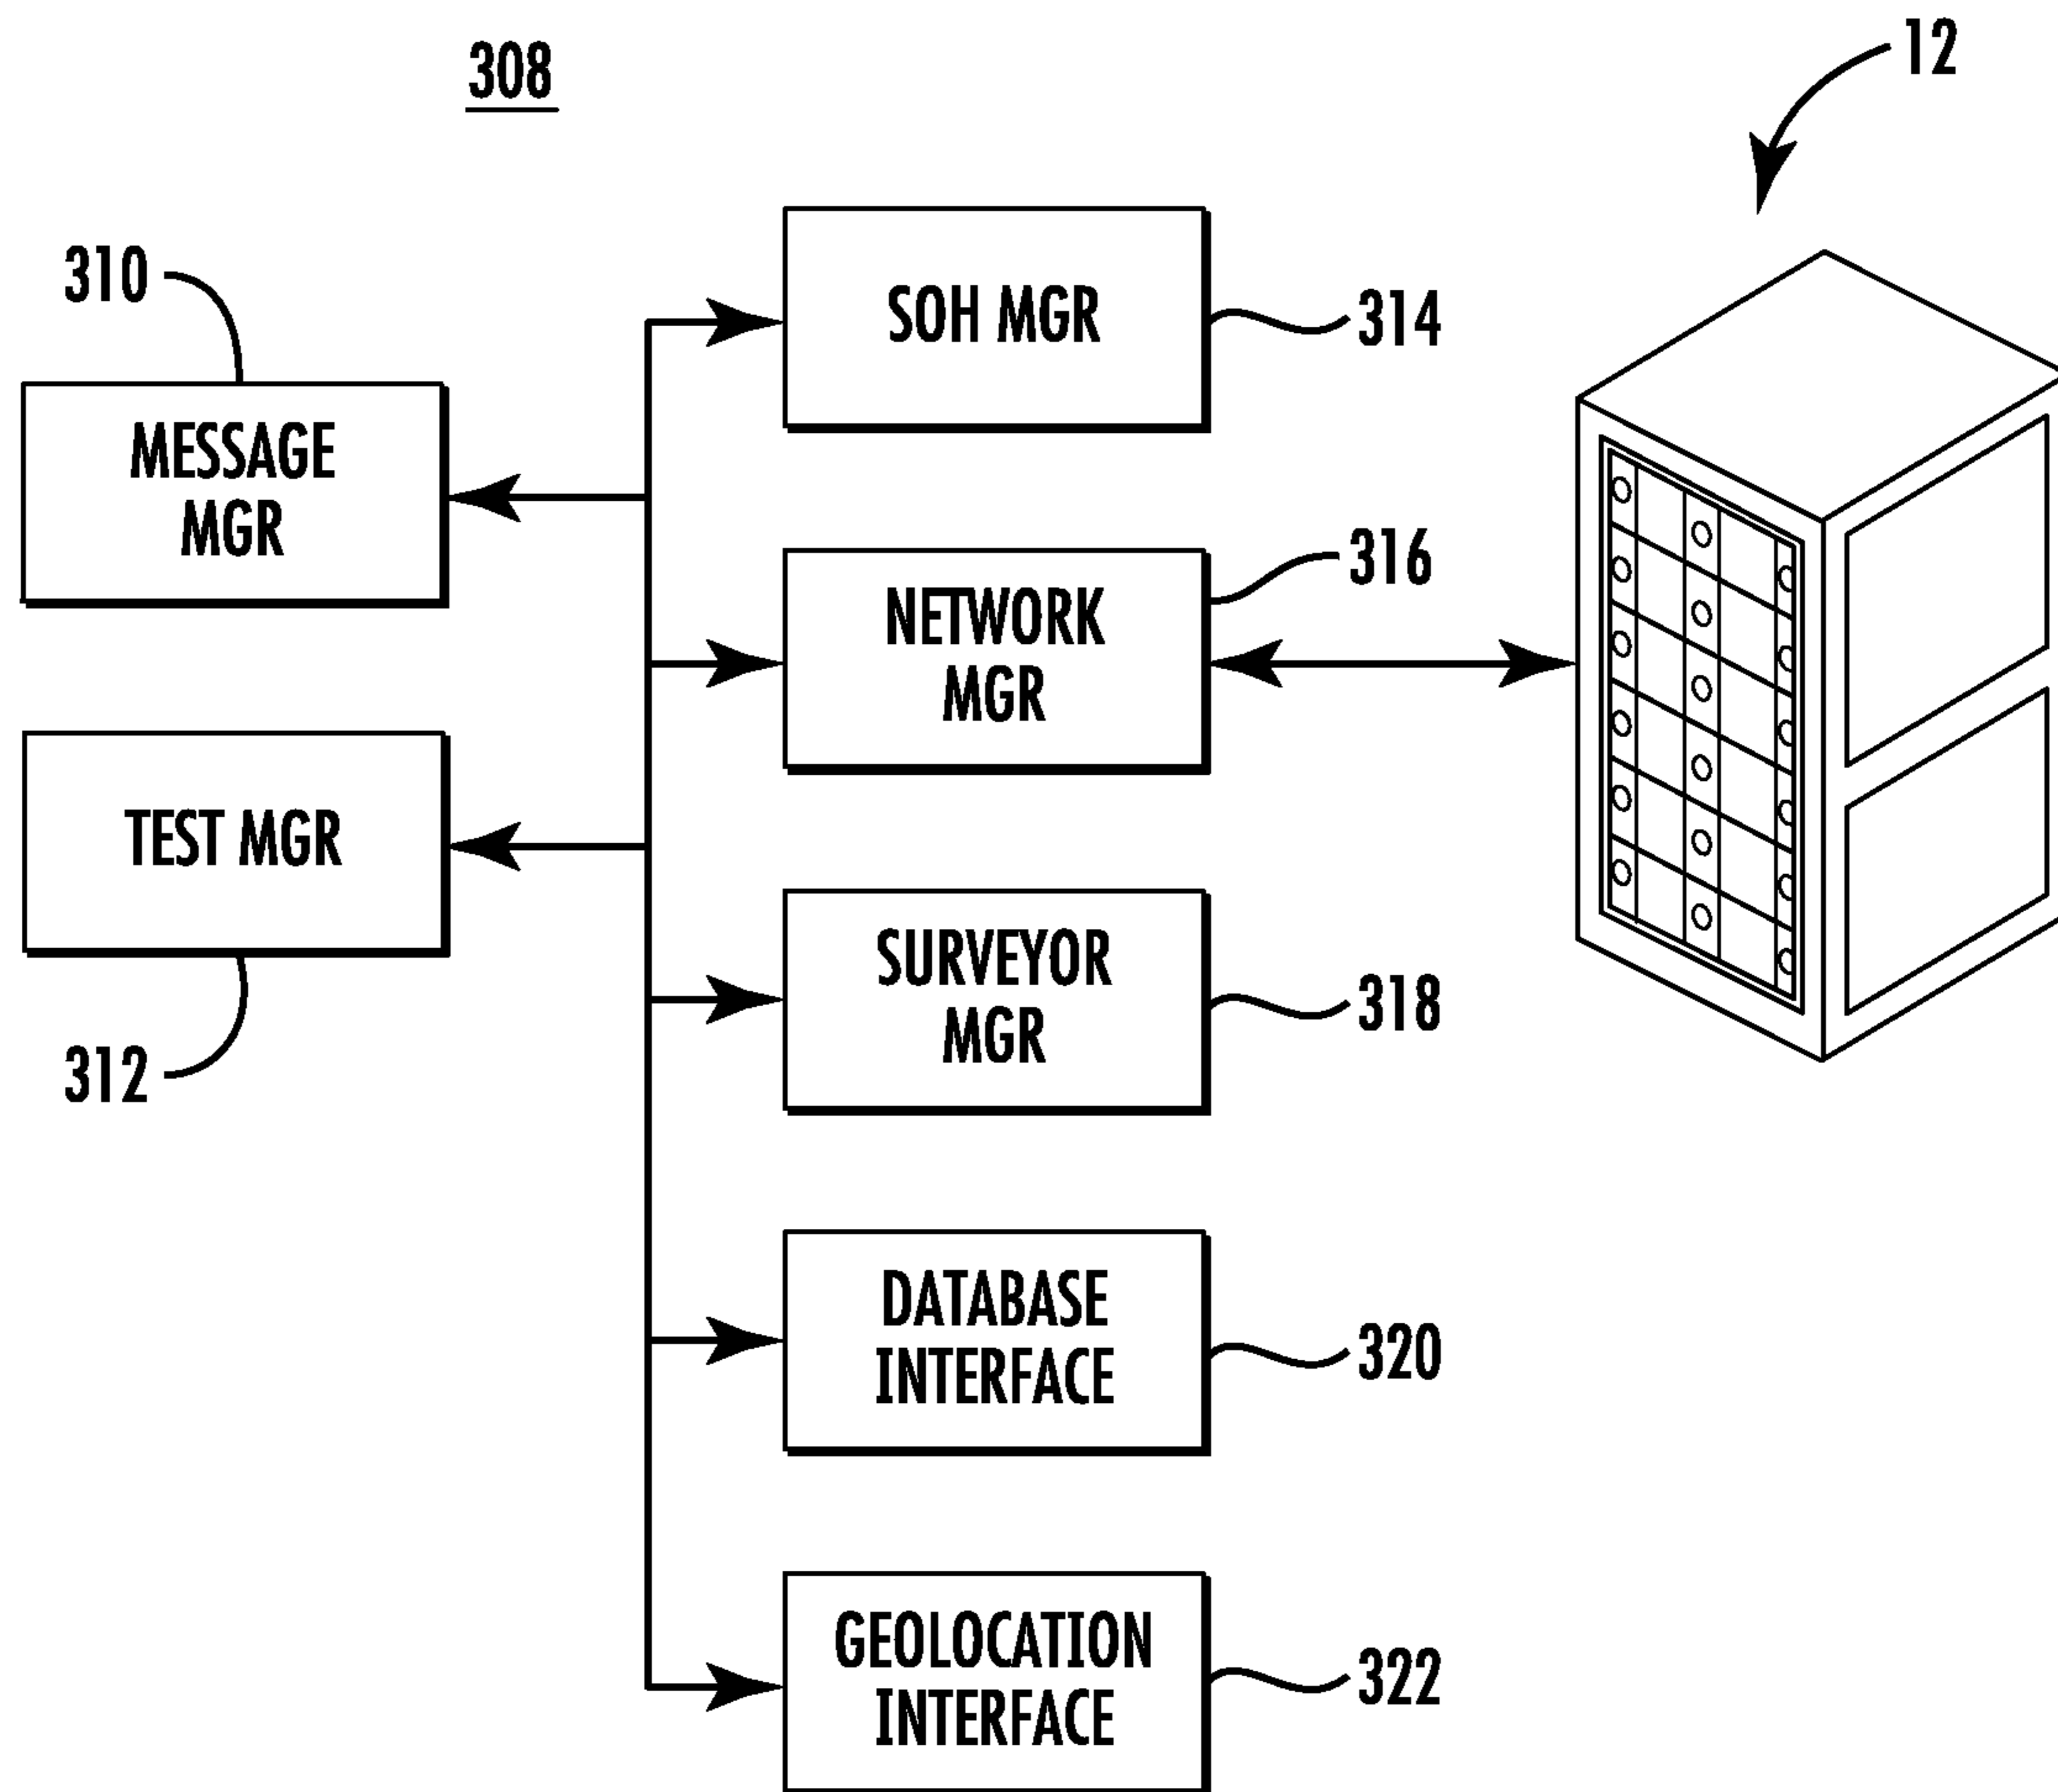 308
12
310
MESSAGE
MGR
TEST MGR
312
SOH MGR
314
NETWORK
MGR
316
SURVEYOR
MGR
318
DATABASE
INTERFACE
320
GEOLOCATION
INTERFACE
322